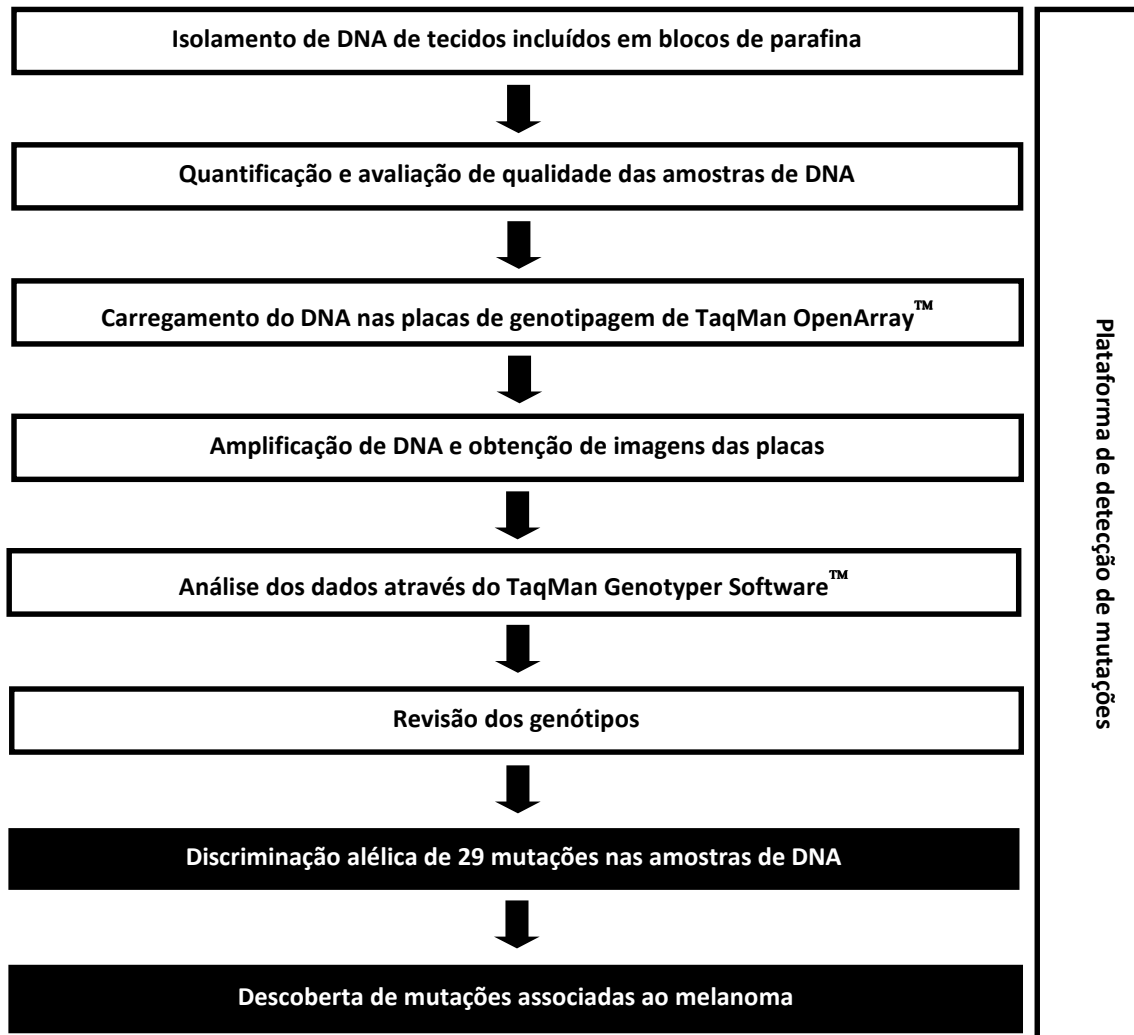 Isolamento de DNA de tecidos incluídos em blocos de parafina
Quantificação e avaliação de qualidade das amostras de DNA
Carregamento do DNA nas placas de genotipagem de TaqMan OpenArray™
Amplificação de DNA e obtenção de imagens das placas
Análise dos dados através do TaqMan Genotyper Software™
Revisão dos genótipos
Discriminação alélica de 29 mutações nas amostras de DNA
Descoberta de mutações associadas ao melanoma
Plataforma de detecção de mutações